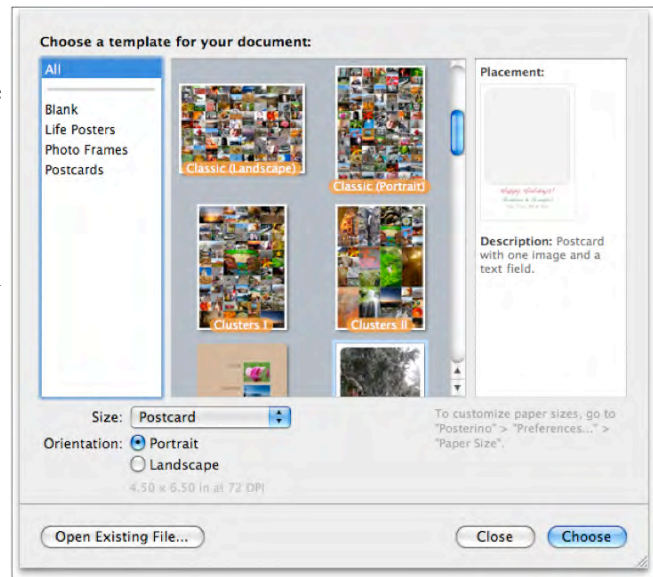 Choose a template for your document:
All
Blank
Life Posters
Photo Frames
Postcards
Classic (Landscape)
Classic (Portrait)
Clusters I
Clusters II
Placement:
Happy Holidays!
Description: Postcard
with one image and a
text field.
Size: Postcard
Orientation: Portrait
Landscape
4.50 x 6.50 in at 72 DPI
To customize paper sizes, go to
"Posterino" > "Preferences..." >
"Paper Size".
Open Existing File...
Close
Choose